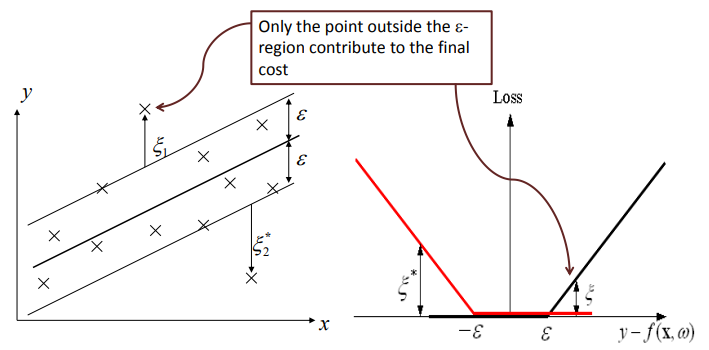 Only the point outside the ε-
region contribute to the final
cost
y
ξ₁
ε
ε
ξ₂*
x
Loss
ξ*
ξ
−ε
ε
y − f(x,ω)